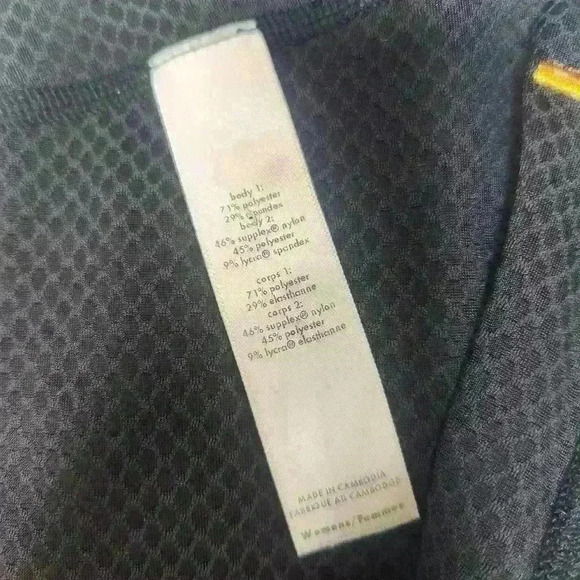 body 1:
71% polyester
29% spandex
body 2:
46% supplex® nylon
45% polyester
9% lycra® spandex
corps 1:
71% polyester
29% elasthanne
corps 2:
46% supplex® nylon
45% polyester
9% lycra® elasthanne
MADE IN CAMBODIA
FABRIQUÉ AU CAMBODGE
Womens/Femmes